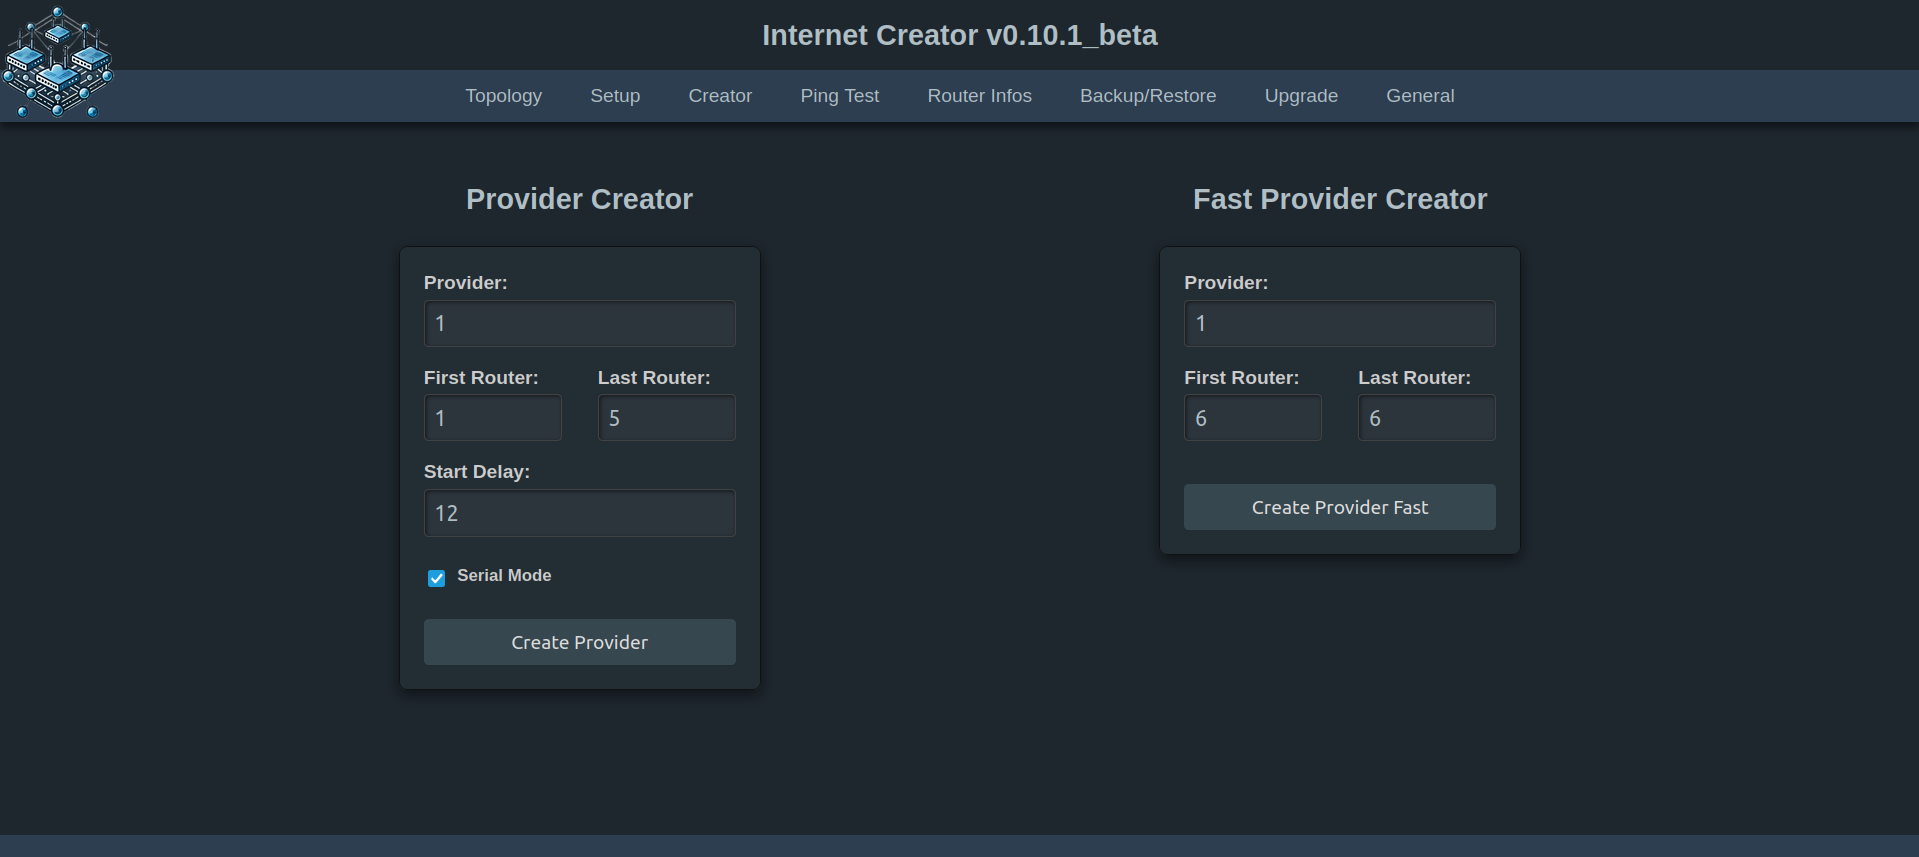 Internet Creator v0.10.1_beta
Topology Setup Creator Ping Test Router Infos Backup/Restore Upgrade General
Provider Creator
Provider:
1
First Router: Last Router:
1 5
Start Delay:
12
Serial Mode
Create Provider
Fast Provider Creator
Provider:
1
First Router: Last Router:
6 6
Create Provider Fast